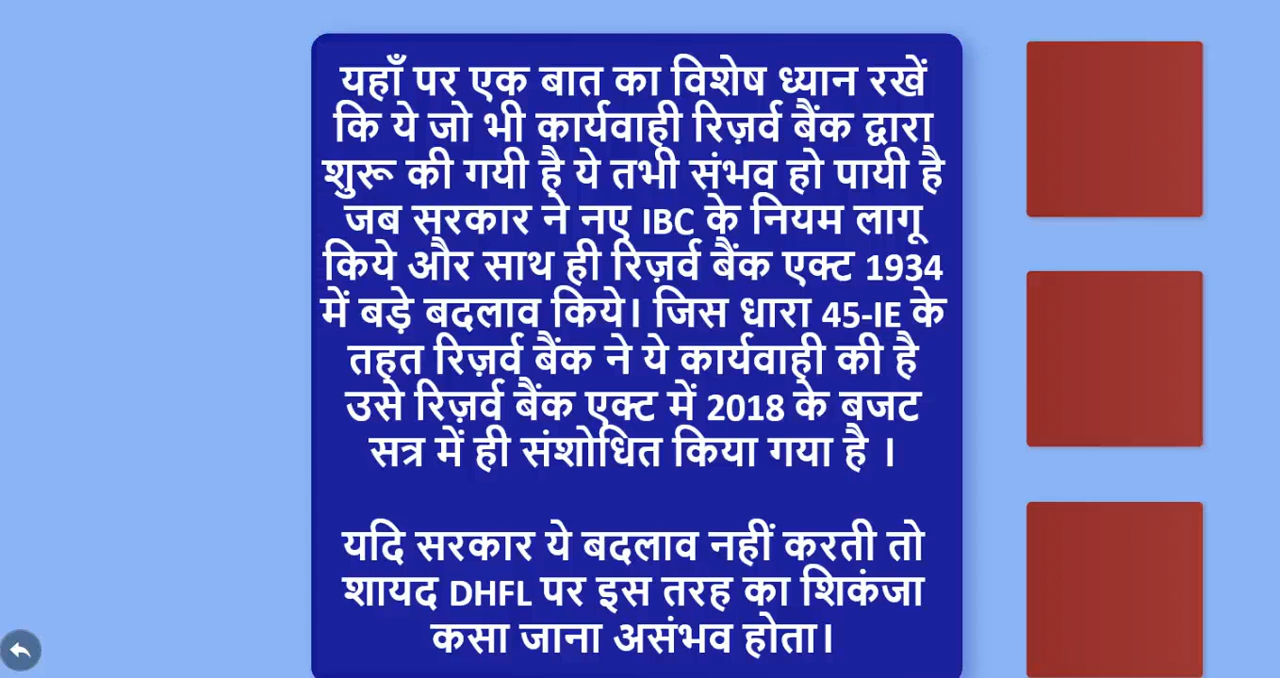 यहाँ पर एक बात का विशेष ध्यान रखें
कि ये जो भी कार्यवाही रिज़र्व बैंक द्वारा
शुरू की गयी है ये तभी संभव हो पायी है
जब सरकार ने नए IBC के नियम लागू
किये और साथ ही रिज़र्व बैंक एक्ट 1934
में बड़े बदलाव किये। जिस धारा 45-IE के
तहत रिज़र्व बैंक ने ये कार्यवाही की है
उसे रिज़र्व बैंक एक्ट में 2018 के बजट
सत्र में ही संशोधित किया गया है ।
यदि सरकार ये बदलाव नहीं करती तो
शायद DHFL पर इस तरह का शिकंजा
कसा जाना असंभव होता।